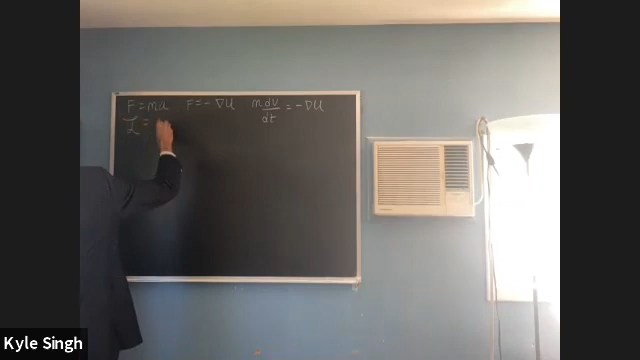 F = ma   F = -∇U   m dv/dt = -∇U
L =
Kyle Singh